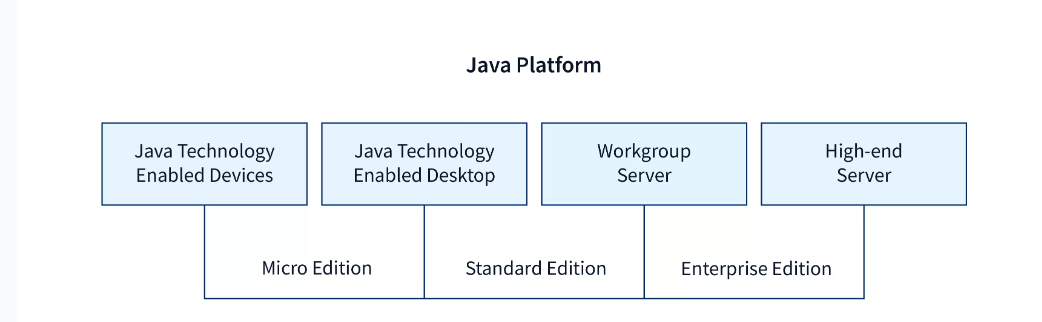 Java Platform
Java Technology
Enabled Devices
Java Technology
Enabled Desktop
Workgroup
Server
High-end
Server
Micro Edition
Standard Edition
Enterprise Edition